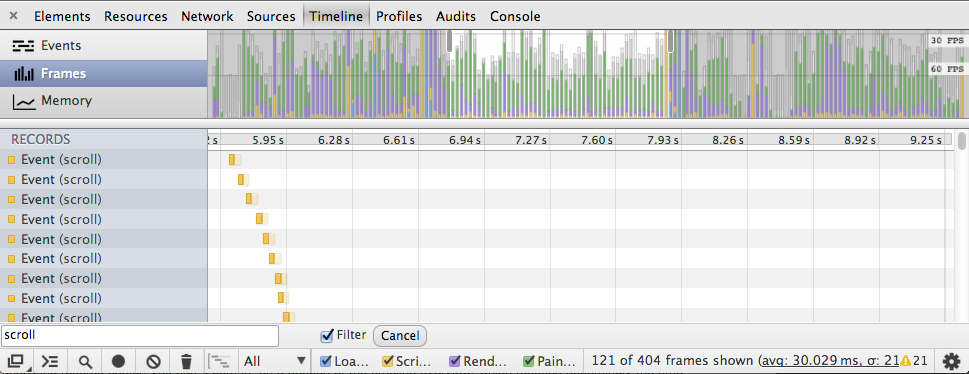 × Elements Resources Network Sources Timeline Profiles Audits Console
Events
30 FPS
Frames
60 FPS
Memory
RECORDS
5.95 s 6.28 s 6.61 s 6.94 s 7.27 s 7.60 s 7.93 s 8.26 s 8.59 s 8.92 s 9.25 s
Event (scroll)
Event (scroll)
Event (scroll)
Event (scroll)
Event (scroll)
Event (scroll)
Event (scroll)
Event (scroll)
Event (scroll)
scroll Filter Cancel
All Loa... Scri... Rend... Pain... 121 of 404 frames shown (avg: 30.029 ms, σ: 21 21